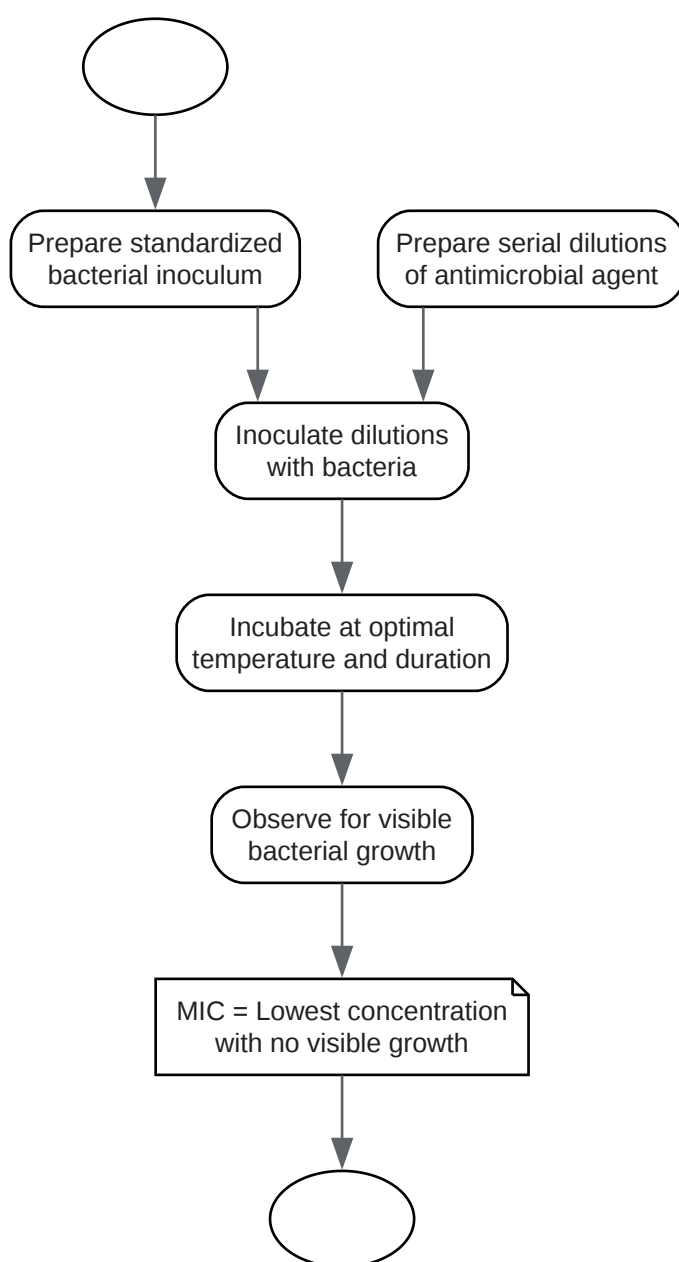 Prepare standardized
bacterial inoculum
Prepare serial dilutions
of antimicrobial agent
Inoculate dilutions
with bacteria
Incubate at optimal
temperature and duration
Observe for visible
bacterial growth
MIC = Lowest concentration
with no visible growth